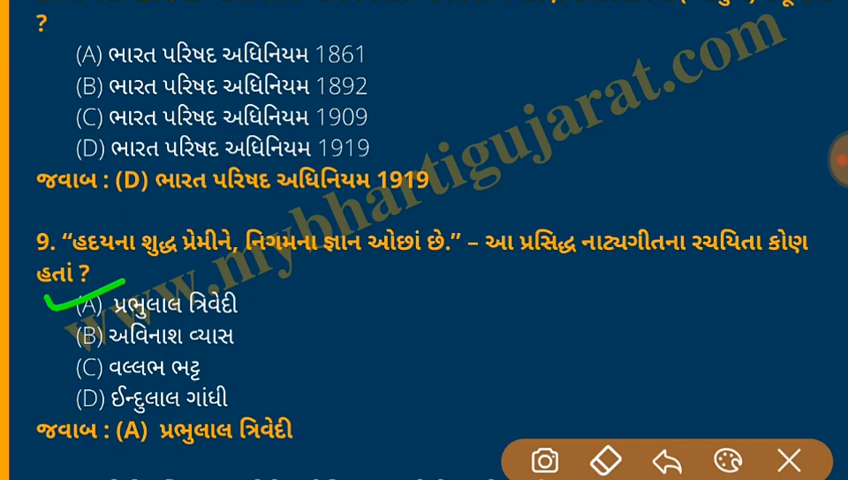 ?
(A) ભારત પરિષદ અધિનિયમ 1861
(B) ભારત પરિષદ અધિનિયમ 1892
(C) ભારત પરિષદ અધિનિયમ 1909
(D) ભારત પરિષદ અધિનિયમ 1919
જવાબ : (D) ભારત પરિષદ અધિનિયમ 1919
9. “હદયના શુદ્ધ પ્રેમીને, નિગમના જ્ઞાન ઓછાં છે.” – આ પ્રસિદ્ધ નાટ્યગીતના રચયિતા કોણ
હતાં ?
(A) પ્રભુલાલ ત્રિવેદી
(B) અવિનાશ વ્યાસ
(C) વલ્લભ ભટ્ટ
(D) ઈન્દુલાલ ગાંધી
જવાબ : (A) પ્રભુલાલ ત્રિવેદી
www.mybhartigujarat.com